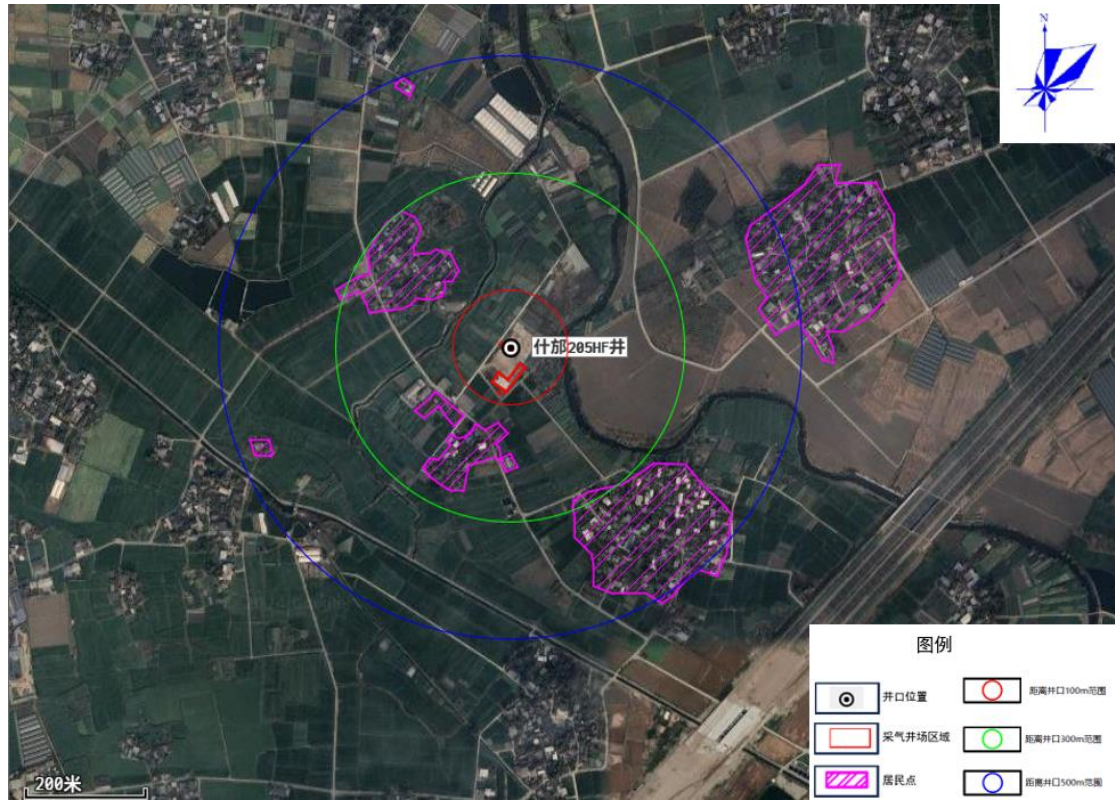 N
什邡205HF井
图例
井口位置
距离井口100m范围
采气井场区域
距离井口300m范围
居民点
距离井口500m范围
200米